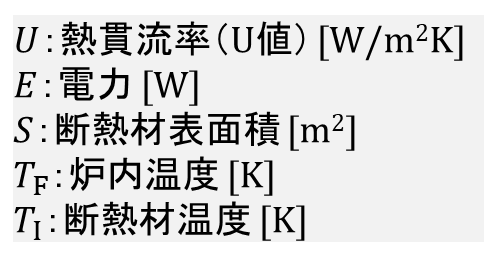 U：熱貫流率（U値）[W/m²K]
E：電力 [W]
S：断熱材表面積 [m²]
T_F：炉内温度 [K]
T_I：断熱材温度 [K]